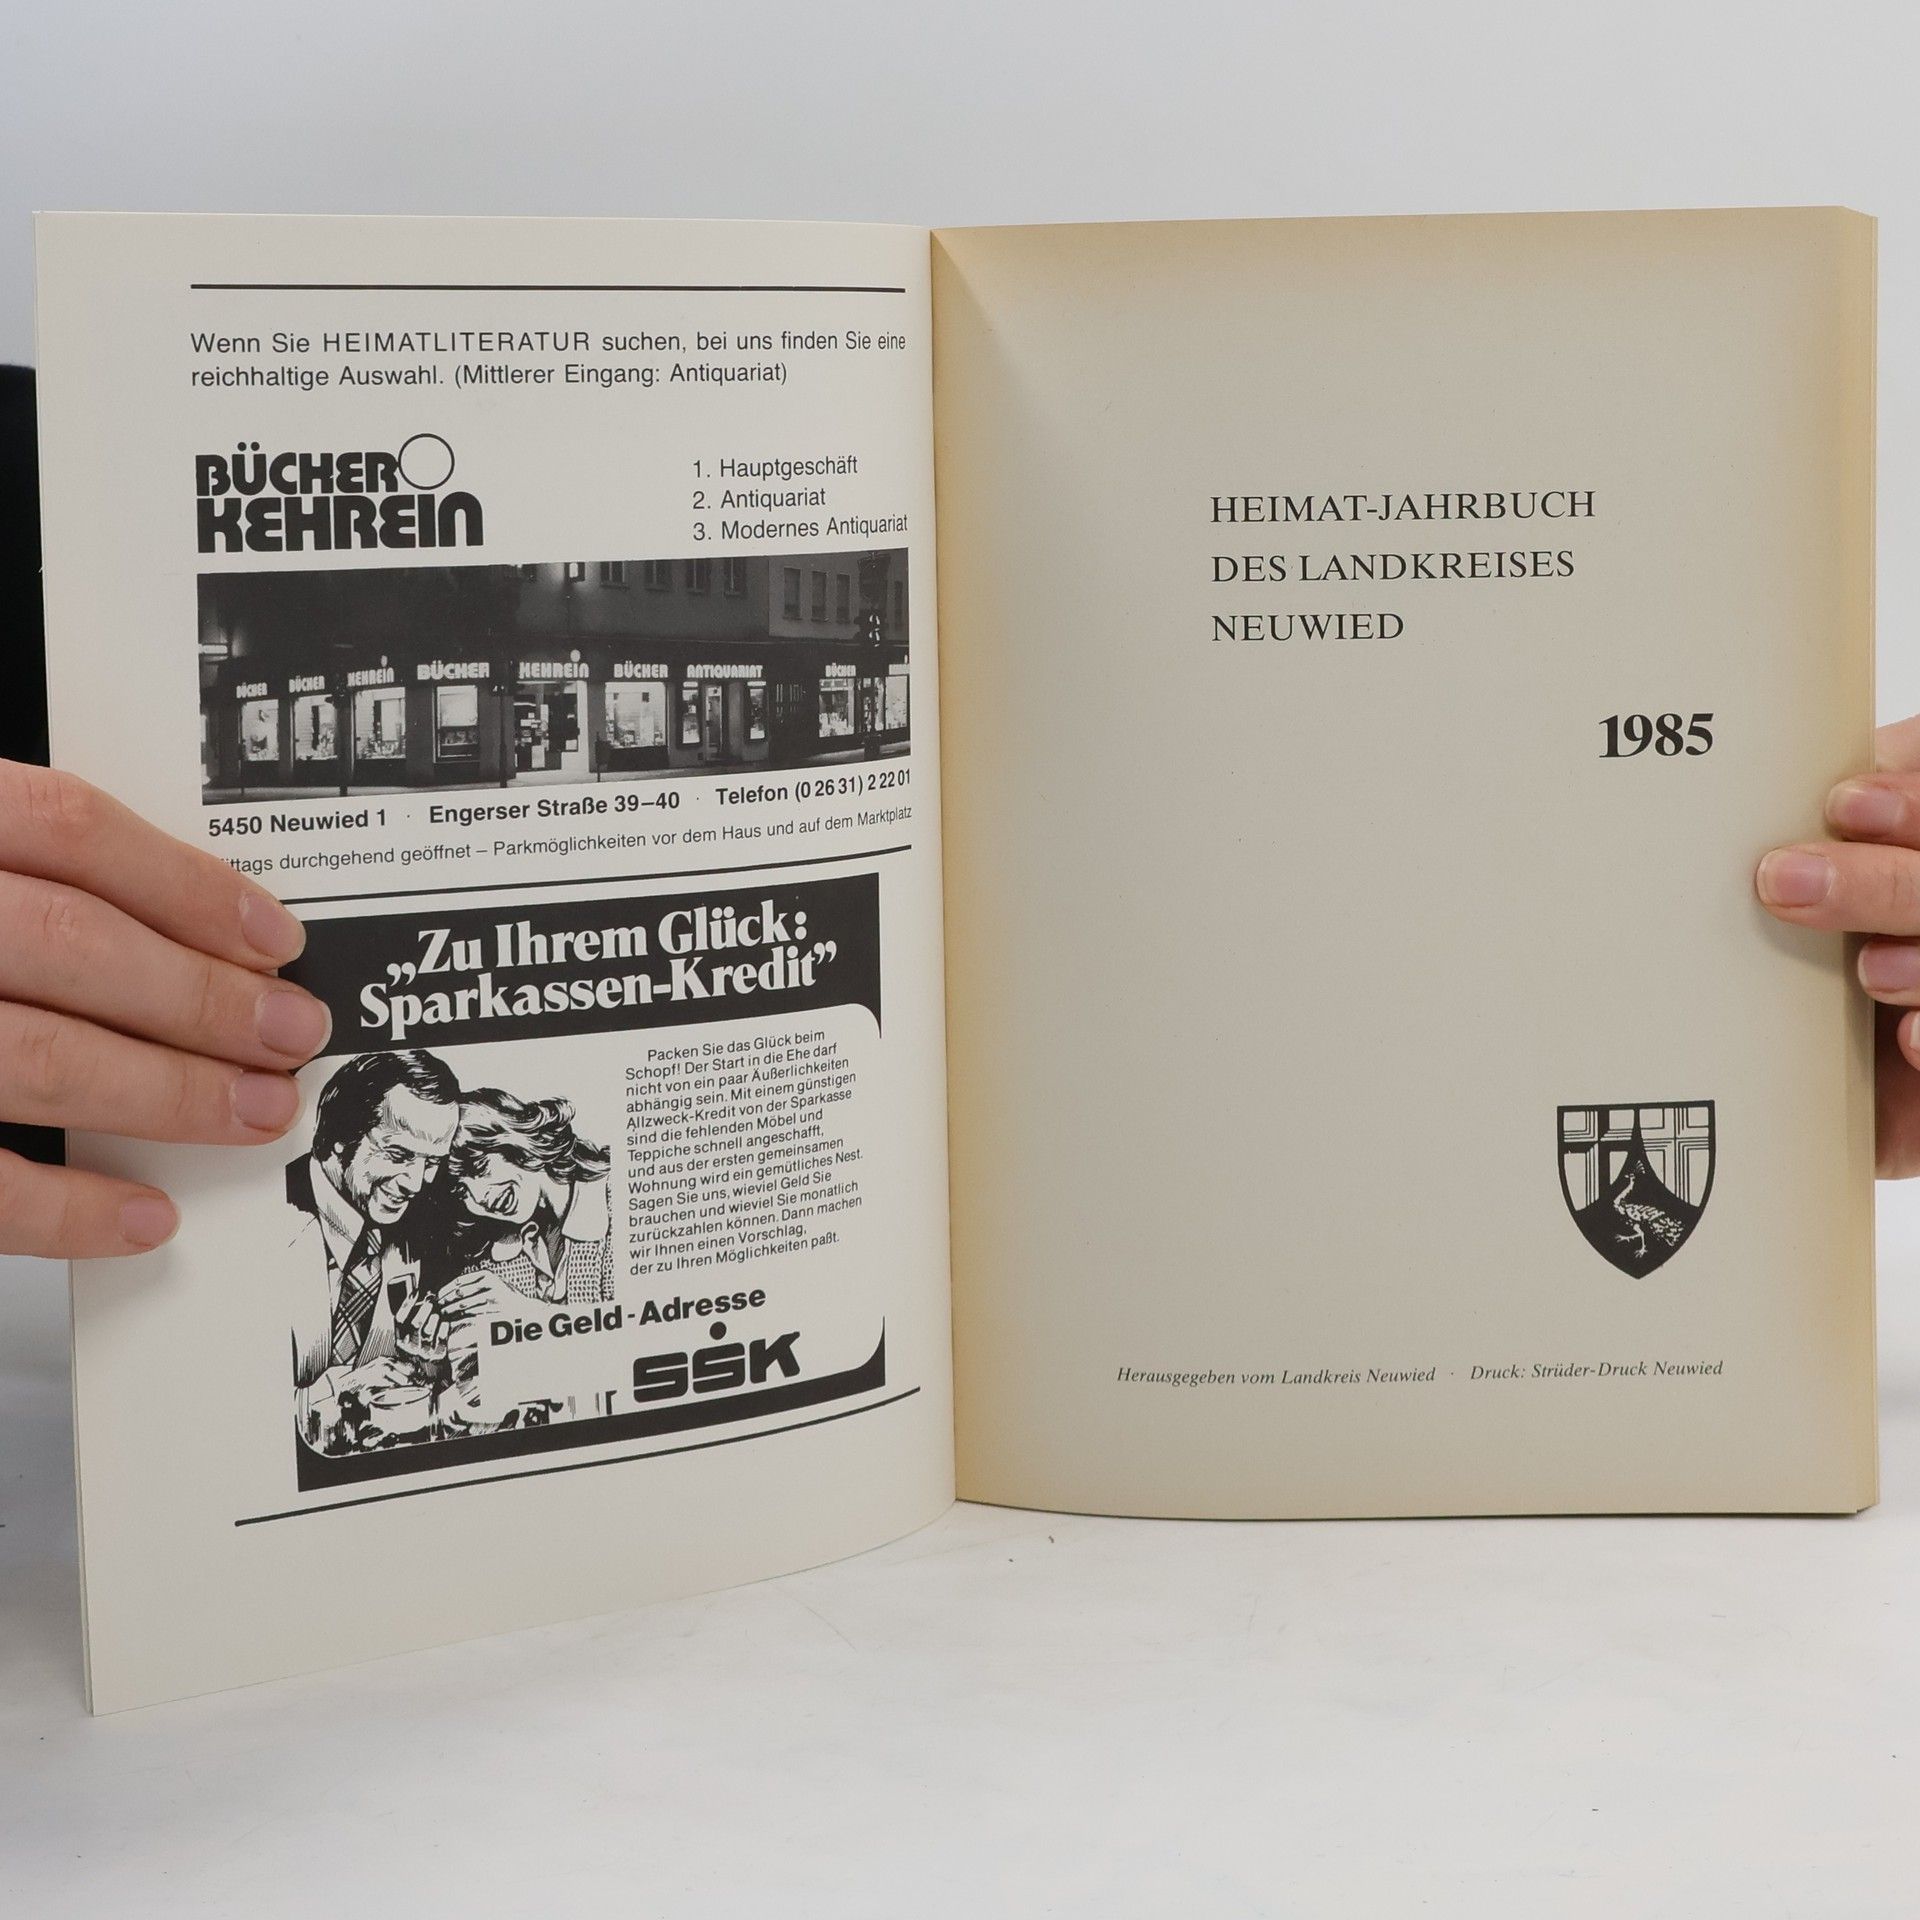 Wenn Sie HEIMATLITERATUR suchen, bei uns finden Sie eine
reichhaltige Auswahl. (Mittlerer Eingang: Antiquariat)
BÜCHER
KEHREIN
1. Hauptgeschäft
2. Antiquariat
3. Modernes Antiquariat
BÜCHER BÜCHER KEHREIN BÜCHER KEHREIN BÜCHER ANTIQUARIAT BÜCHER
5450 Neuwied 1 · Engerser Straße 39–40 · Telefon (0 26 31) 2 22 01
durchgehend geöffnet – Parkmöglichkeiten vor dem Haus und auf dem Marktplatz
„Zu Ihrem Glück:
Sparkassen-Kredit”
Packen Sie das Glück beim
Schopf! Der Start in die Ehe darf
nicht von ein paar Äußerlichkeiten
abhängig sein. Mit einem günstigen
Allzweck-Kredit von der Sparkasse
sind die fehlenden Möbel und
Teppiche schnell angeschafft,
und aus der ersten gemeinsamen
Wohnung wird ein gemütliches Nest.
Sagen Sie uns, wieviel Geld Sie
brauchen und wieviel Sie monatlich
zurückzahlen können. Dann machen
wir Ihnen einen Vorschlag,
der zu Ihren Möglichkeiten paßt.
Die Geld-Adresse
SSK
HEIMAT-JAHRBUCH
DES LANDKREISES
NEUWIED
1985
Herausgegeben vom Landkreis Neuwied · Druck: Strüder-Druck Neuwied